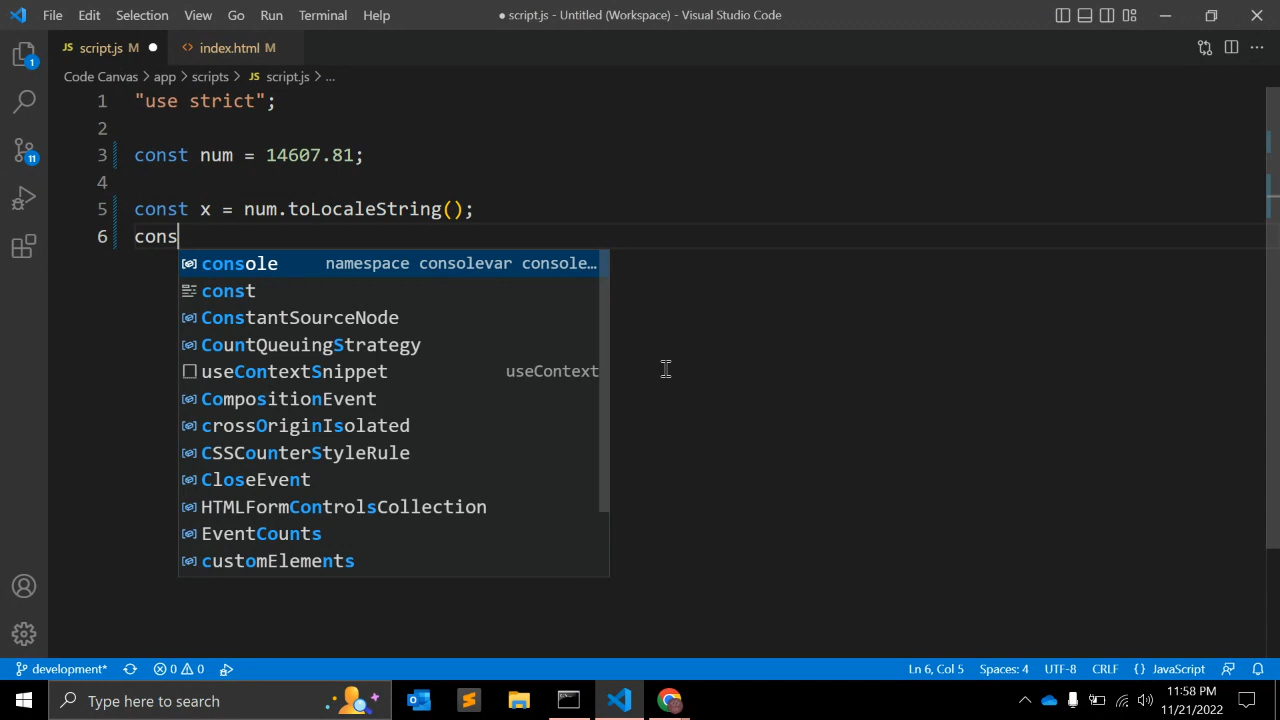 File Edit Selection View Go Run Terminal Help
● script.js - Untitled (Workspace) - Visual Studio Code
JS script.js M ●
<> index.html M
Code Canvas > app > scripts > JS script.js > ...
1 "use strict";
2
3 const num = 14607.81;
4
5 const x = num.toLocaleString();
6 cons
console namespace consolevar console…
const
ConstantSourceNode
CountQueuingStrategy
useContextSnippet useContext
CompositionEvent
crossOriginIsolated
CSSCounterStyleRule
CloseEvent
HTMLFormControlsCollection
EventCounts
customElements
1
11
development* 0 0 Ln 6, Col 5 Spaces: 4 UTF-8 CRLF {} JavaScript
Type here to search
11:58 PM
11/21/2022